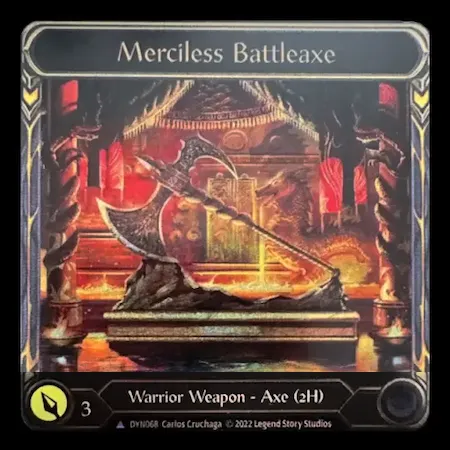 Merciless Battleaxe
3
Warrior Weapon - Axe (2H)
DYN068 Carlos Cruchaga © 2022 Legend Story Studios